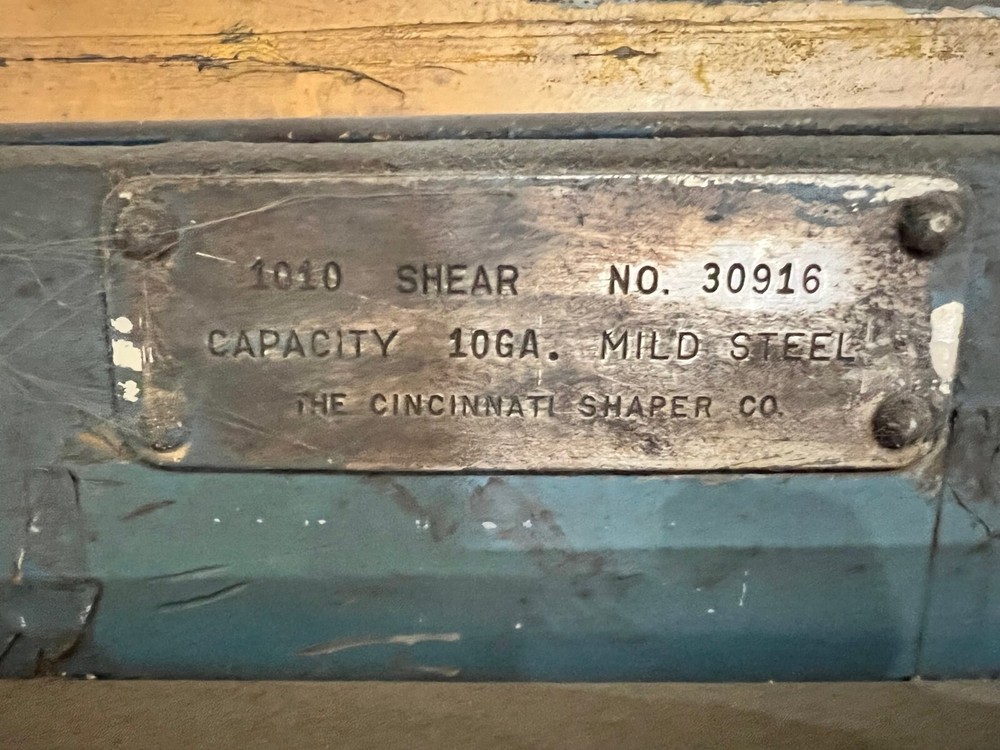 1010 SHEAR NO. 30916
CAPACITY 10GA. MILD STEEL
THE CINCINNATI SHAPER CO.